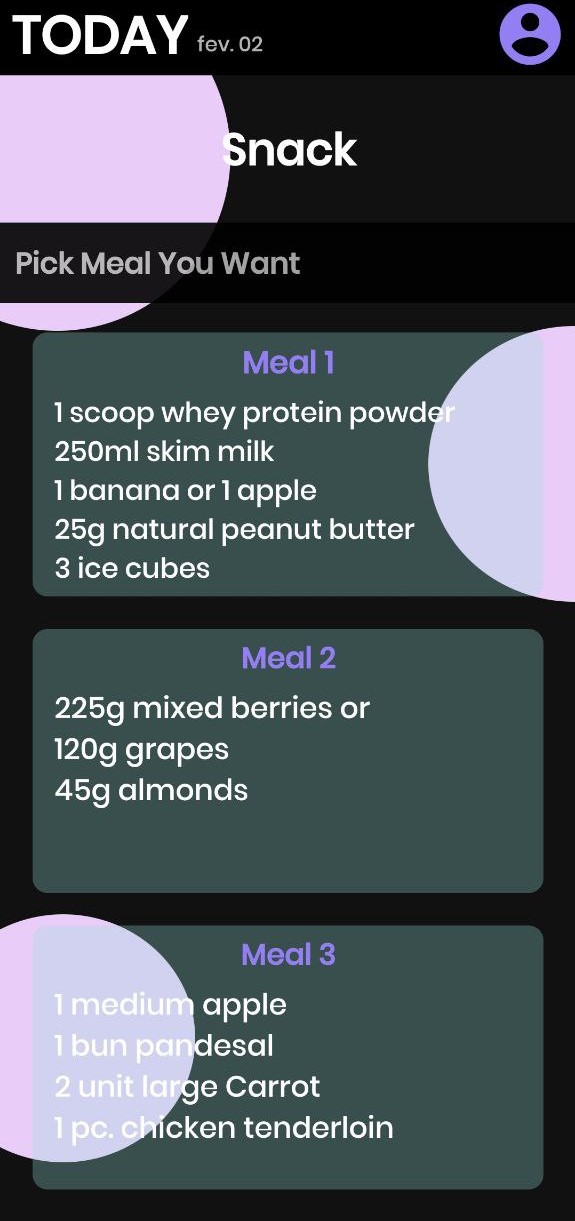 TODAY fev. 02
Snack
Pick Meal You Want
Meal 1
1 scoop whey protein powder
250ml skim milk
1 banana or 1 apple
25g natural peanut butter
3 ice cubes
Meal 2
225g mixed berries or
120g grapes
45g almonds
Meal 3
1 medium apple
1 bun pandesal
2 unit large Carrot
1 pc. chicken tenderloin